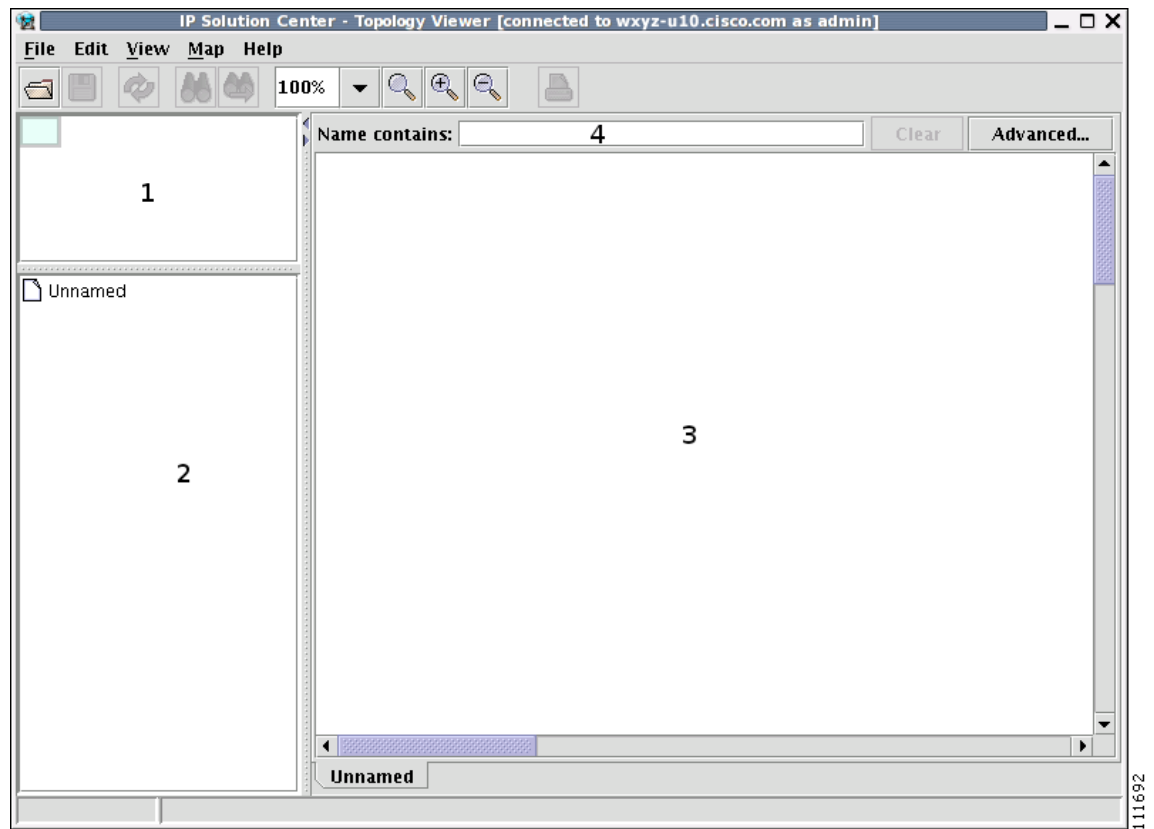 IP Solution Center - Topology Viewer [connected to wxyz-u10.cisco.com as admin]
File Edit View Map Help
100%
Name contains: 4 Clear Advanced...
1
Unnamed
2
3
Unnamed
111692